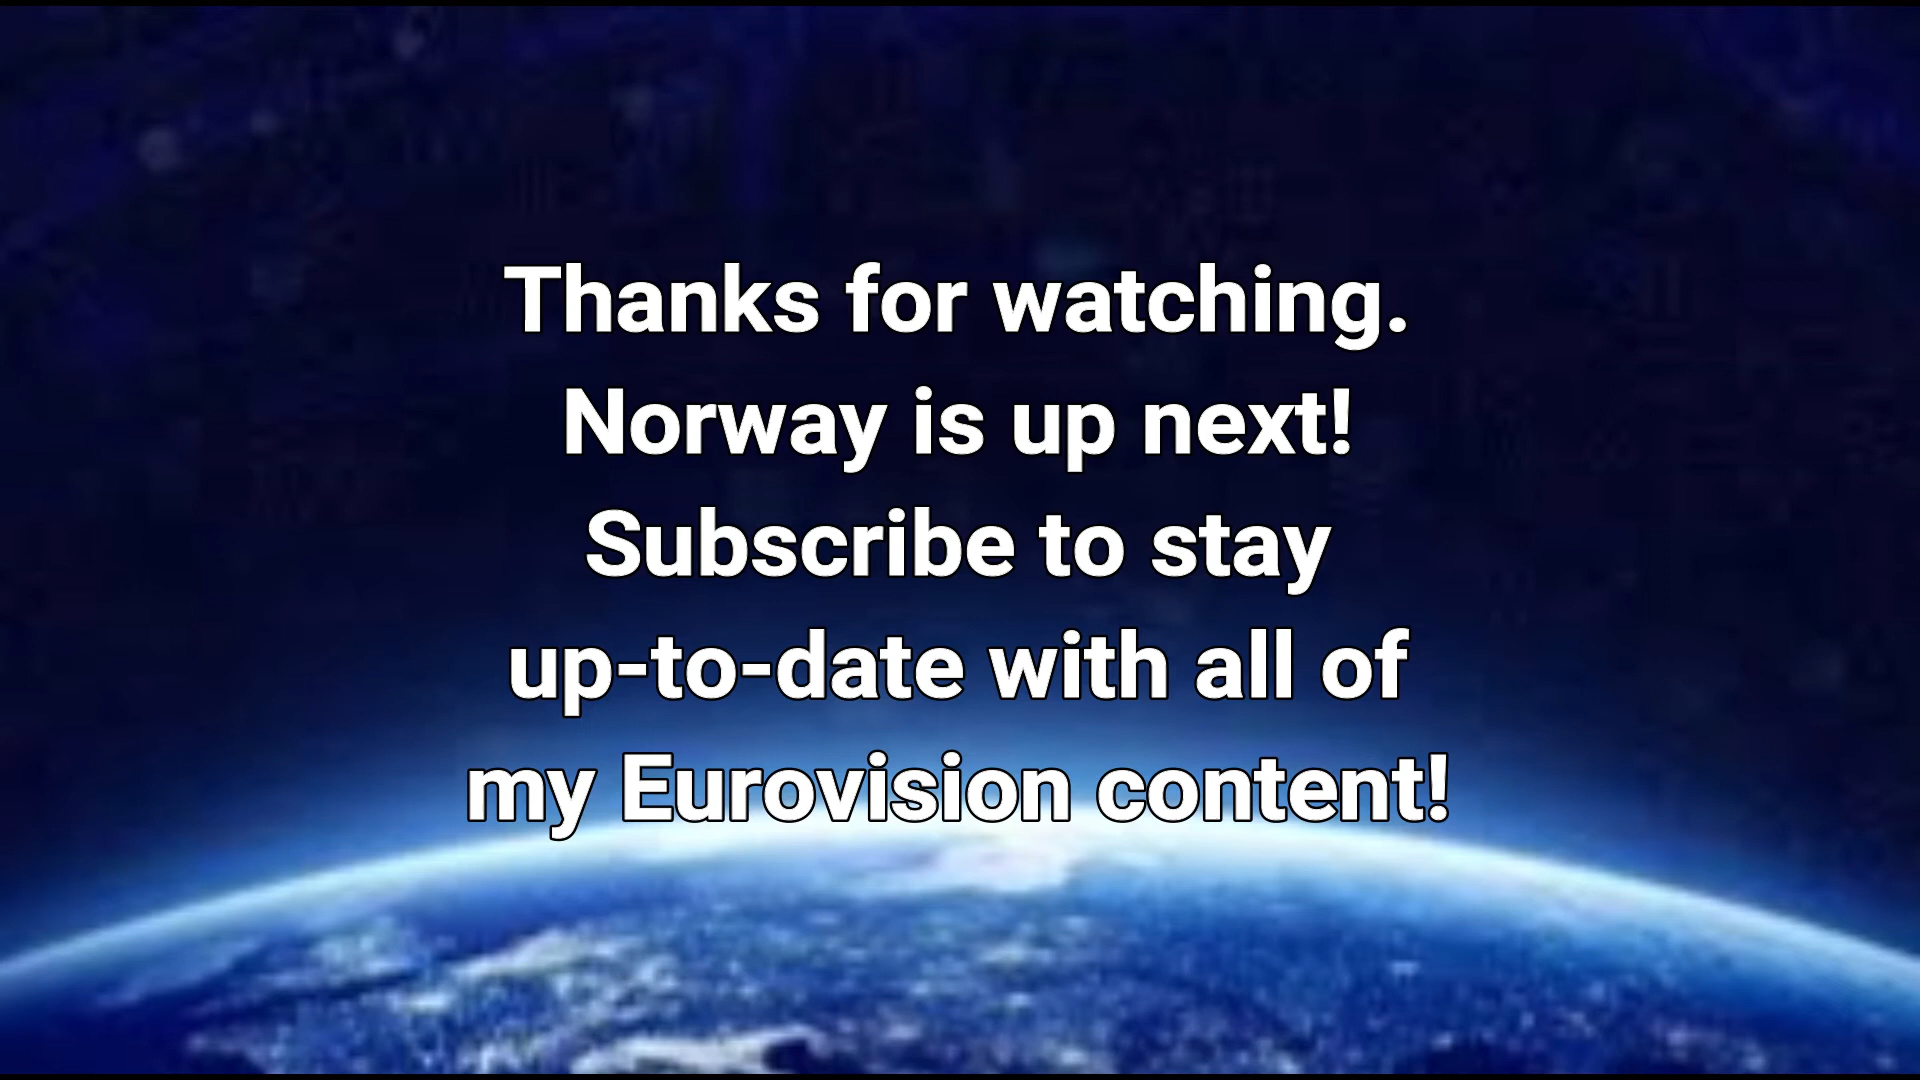 Thanks for watching.
Norway is up next!
Subscribe to stay
up-to-date with all of
my Eurovision content!